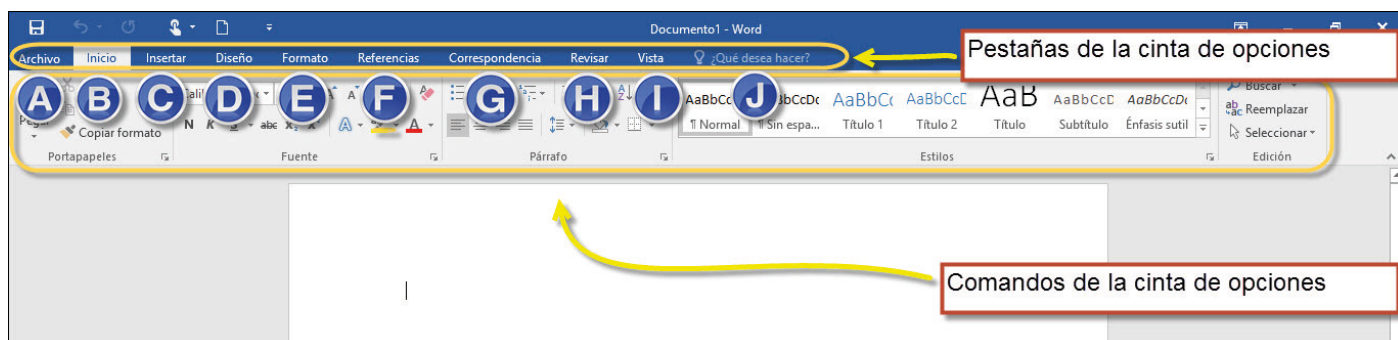 Documento1 - Word
Archivo Inicio Insertar Diseño Formato Referencias Correspondencia Revisar Vista ¿Qué desea hacer?
Pestañas de la cinta de opciones
A B C D E F G H I J
Buscar
Copiar formato
N K abc
AaBbCcDc AaBbCc AaBbCcE AaB AaBbCcD AaBbCcDc
¶ Normal ¶ Sin espa... Título 1 Título 2 Título Subtítulo Énfasis sutil
Reemplazar
Seleccionar
Portapapeles Fuente Párrafo Estilos Edición
Comandos de la cinta de opciones